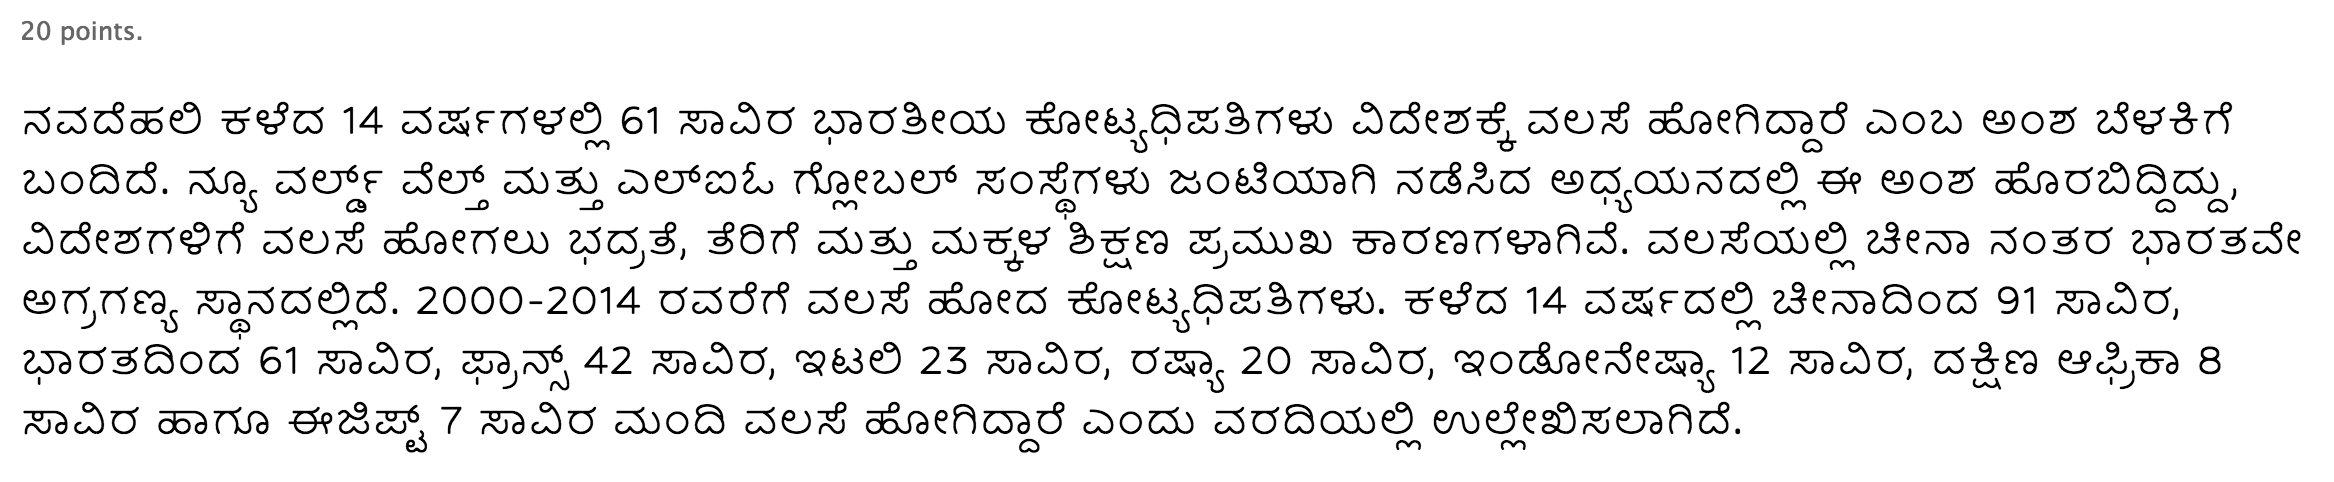 20 points.
ನವದೆಹಲಿ ಕಳೆದ 14 ವರ್ಷಗಳಲ್ಲಿ 61 ಸಾವಿರ ಭಾರತೀಯ ಕೋಟ್ಯಧಿಪತಿಗಳು ವಿದೇಶಕ್ಕೆ ವಲಸೆ ಹೋಗಿದ್ದಾರೆ ಎಂಬ ಅಂಶ ಬೆಳಕಿಗೆ
ಬಂದಿದೆ. ನ್ಯೂ ವರ್ಲ್ಡ್ ವೆಲ್ತ್ ಮತ್ತು ಎಲ್ಐಓ ಗ್ಲೋಬಲ್ ಸಂಸ್ಥೆಗಳು ಜಂಟಿಯಾಗಿ ನಡೆಸಿದ ಅಧ್ಯಯನದಲ್ಲಿ ಈ ಅಂಶ ಹೊರಬಿದ್ದಿದ್ದು,
ವಿದೇಶಗಳಿಗೆ ವಲಸೆ ಹೋಗಲು ಭದ್ರತೆ, ತೆರಿಗೆ ಮತ್ತು ಮಕ್ಕಳ ಶಿಕ್ಷಣ ಪ್ರಮುಖ ಕಾರಣಗಳಾಗಿವೆ. ವಲಸೆಯಲ್ಲಿ ಚೀನಾ ನಂತರ ಭಾರತವೇ
ಅಗ್ರಗಣ್ಯ ಸ್ಥಾನದಲ್ಲಿದೆ. 2000-2014 ರವರೆಗೆ ವಲಸೆ ಹೋದ ಕೋಟ್ಯಧಿಪತಿಗಳು. ಕಳೆದ 14 ವರ್ಷದಲ್ಲಿ ಚೀನಾದಿಂದ 91 ಸಾವಿರ,
ಭಾರತದಿಂದ 61 ಸಾವಿರ, ಫ್ರಾನ್ಸ್ 42 ಸಾವಿರ, ಇಟಲಿ 23 ಸಾವಿರ, ರಷ್ಯಾ 20 ಸಾವಿರ, ಇಂಡೋನೇಷ್ಯಾ 12 ಸಾವಿರ, ದಕ್ಷಿಣ ಆಫ್ರಿಕಾ 8
ಸಾವಿರ ಹಾಗೂ ಈಜಿಪ್ಟ್ 7 ಸಾವಿರ ಮಂದಿ ವಲಸೆ ಹೋಗಿದ್ದಾರೆ ಎಂದು ವರದಿಯಲ್ಲಿ ಉಲ್ಲೇಖಿಸಲಾಗಿದೆ.